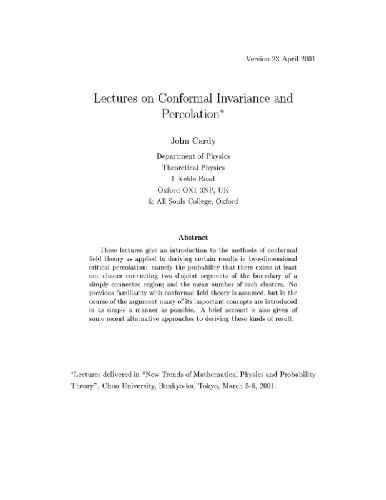 Version 23 April 2001
Lectures on Conformal Invariance and
Percolation*
John Cardy
Department of Physics
Theoretical Physics
1 Keble Road
Oxford OX1 3NP, UK
& All Souls College, Oxford
Abstract
These lectures give an introduction to the methods of conformal
field theory as applied to deriving certain results in two-dimensional
critical percolation: namely the probability that there exists at least
one cluster connecting two disjoint segments of the boundary of a
simply connected region; and the mean number of such clusters. No
previous familiarity with conformal field theory is assumed, but in the
course of the argument many of its important concepts are introduced
in as simple a manner as possible. A brief account is also given of
some recent alternative approaches to deriving these kinds of result.
*Lectures delivered in "New Trends of Mathematical Physics and Probability
Theory", Chuo University, Bunkyo-ku, Tokyo, March 5-8, 2001.